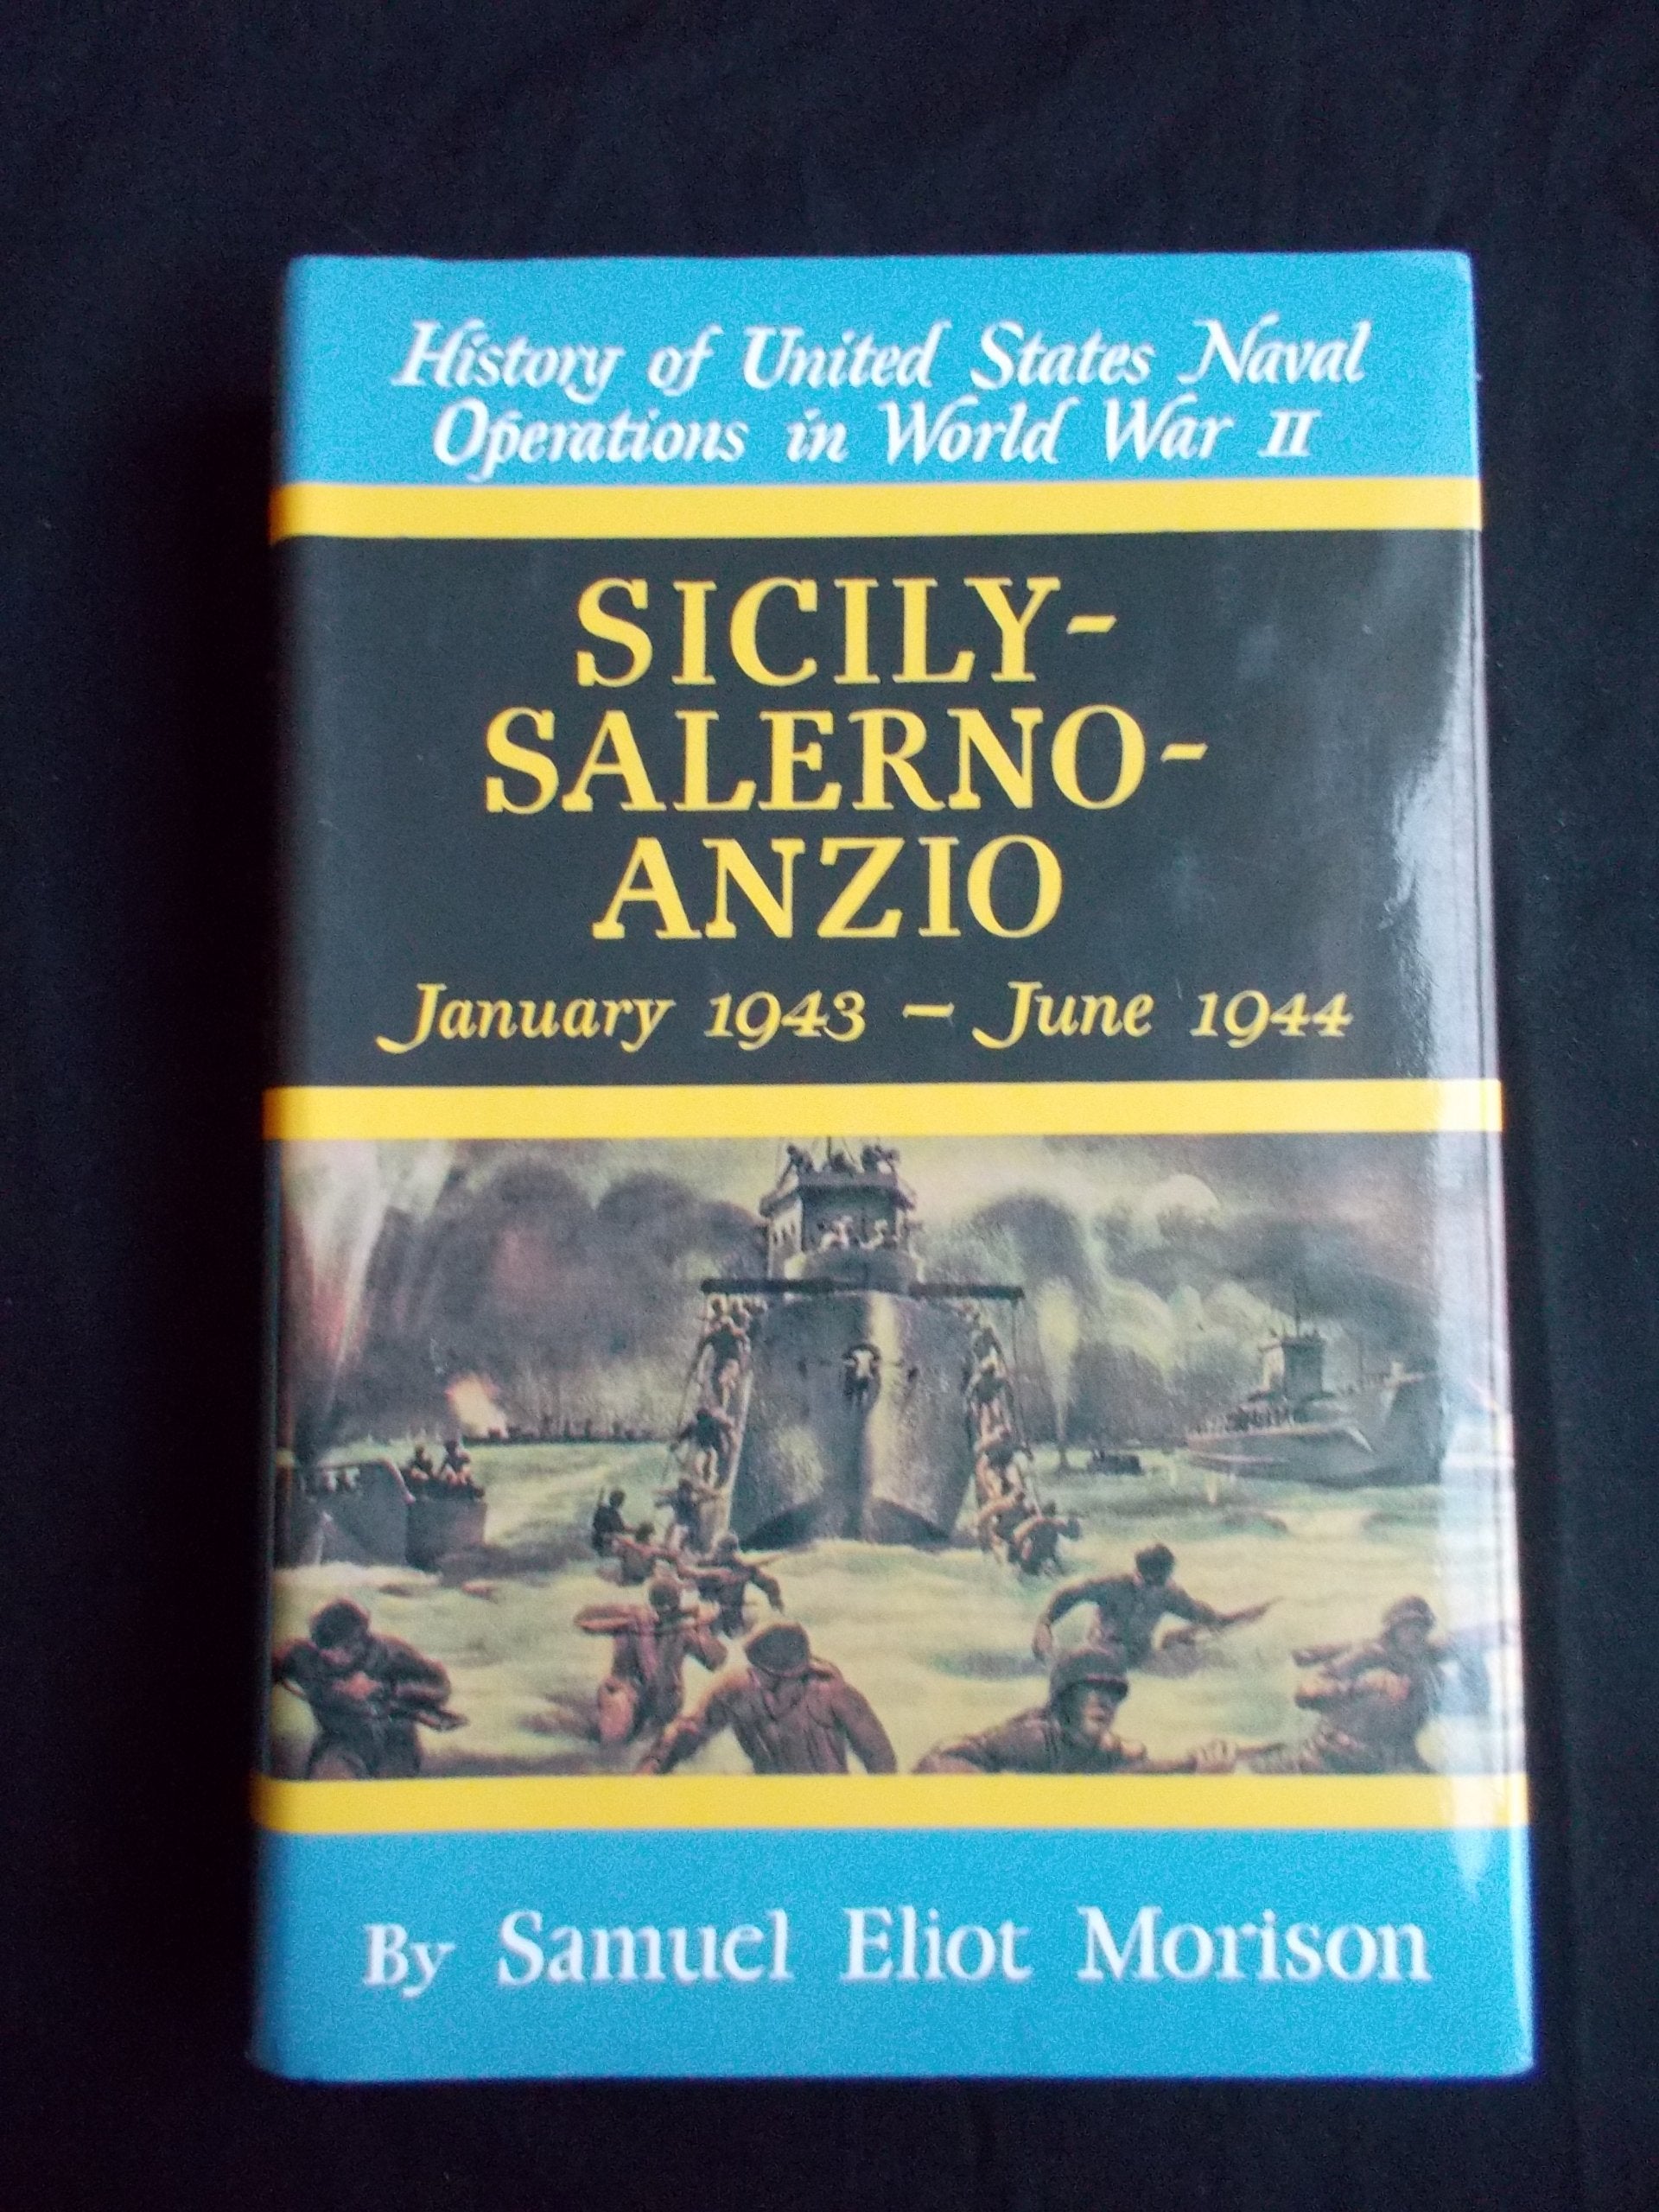 History of United States Naval
Operations in World War II
SICILY-
SALERNO-
ANZIO
January 1943 – June 1944
By Samuel Eliot Morison